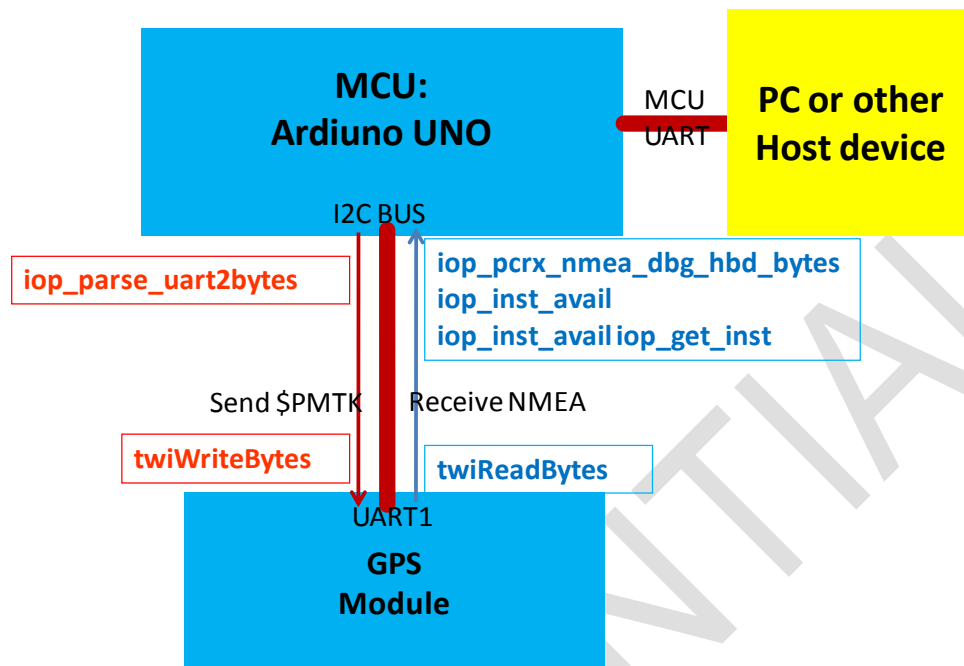 MCU:
Ardiuno UNO
MCU
UART
PC or other
Host device
I2C BUS
iop_parse_uart2bytes
iop_pcrx_nmea_dbg_hbd_bytes
iop_inst_avail
iop_inst_avail iop_get_inst
Send $PMTK
Receive NMEA
twiWriteBytes
twiReadBytes
UART1
GPS
Module
NTIAL